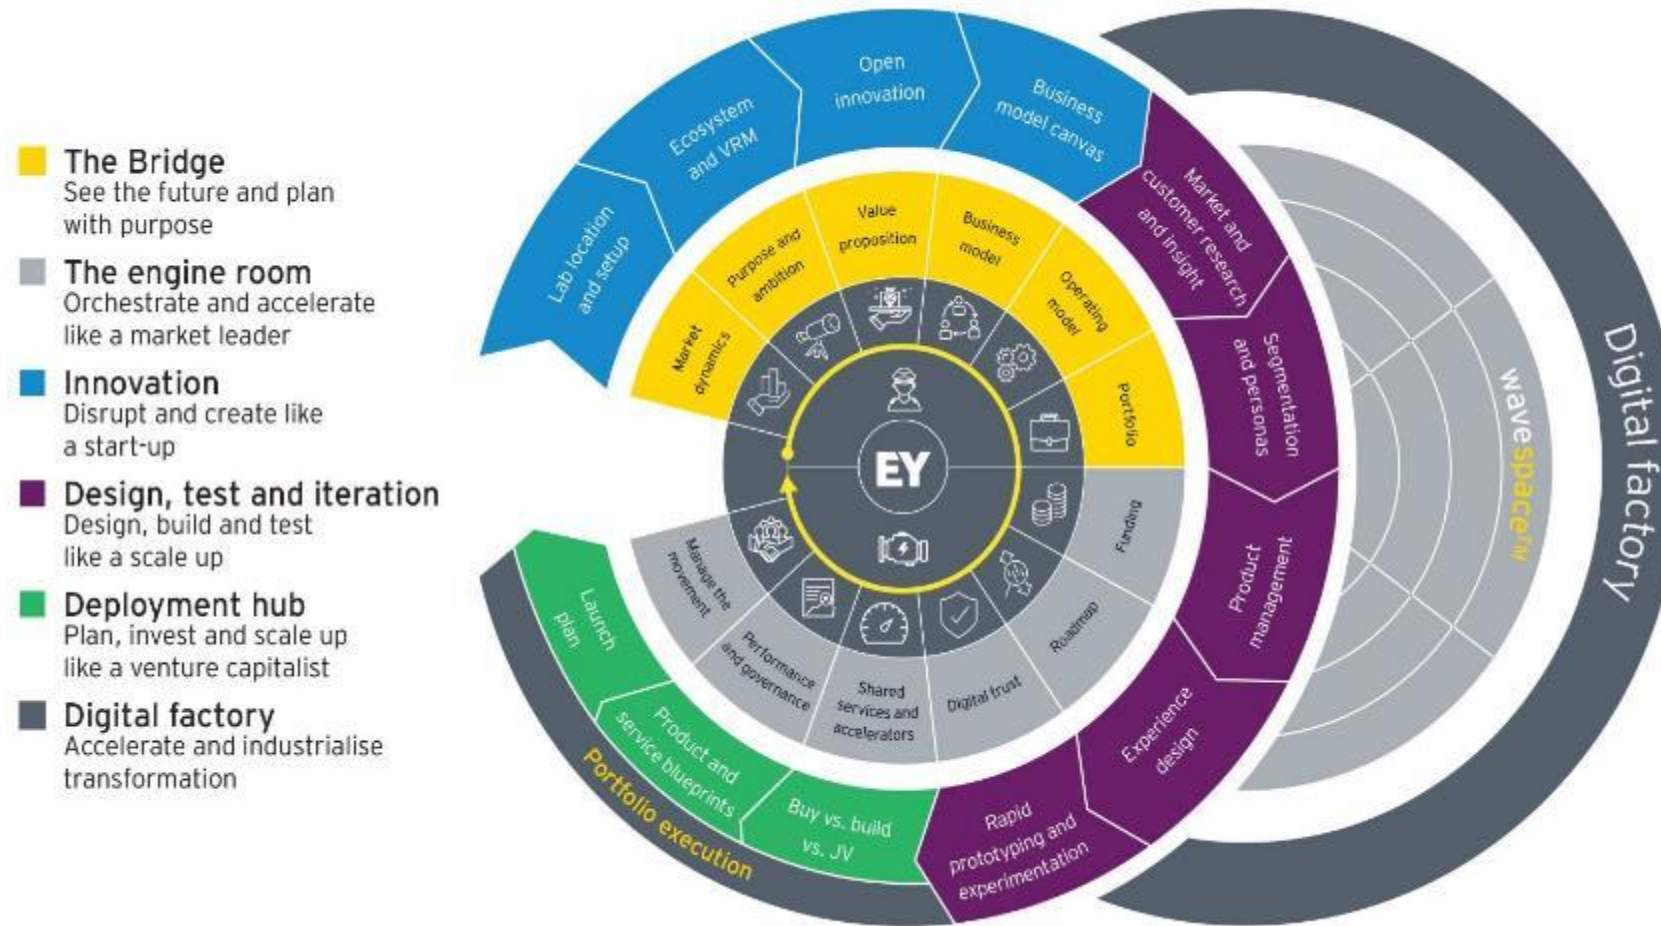 The Bridge
See the future and plan
with purpose
The engine room
Orchestrate and accelerate
like a market leader
Innovation
Disrupt and create like
a start-up
Design, test and iteration
Design, build and test
like a scale up
Deployment hub
Plan, invest and scale up
like a venture capitalist
Digital factory
Accelerate and industrialise
transformation
Lab location
and setup
Ecosystem
and VRM
Open
innovation
Business
model canvas
Market and
customer research
and insight
Segmentation
and personas
Product
management
Experience
design
Rapid
prototyping and
experimentation
Buy vs. build
vs. JV
Product and
service blueprints
Launch
plan
Portfolio execution
Market
dynamics
Purpose and
ambition
Value
proposition
Business
model
Operating
model
Portfolio
Funding
Roadmap
Digital trust
Shared
services and
accelerators
Performance
and governance
Manage the
movement
EY
wavespace™
Digital factory